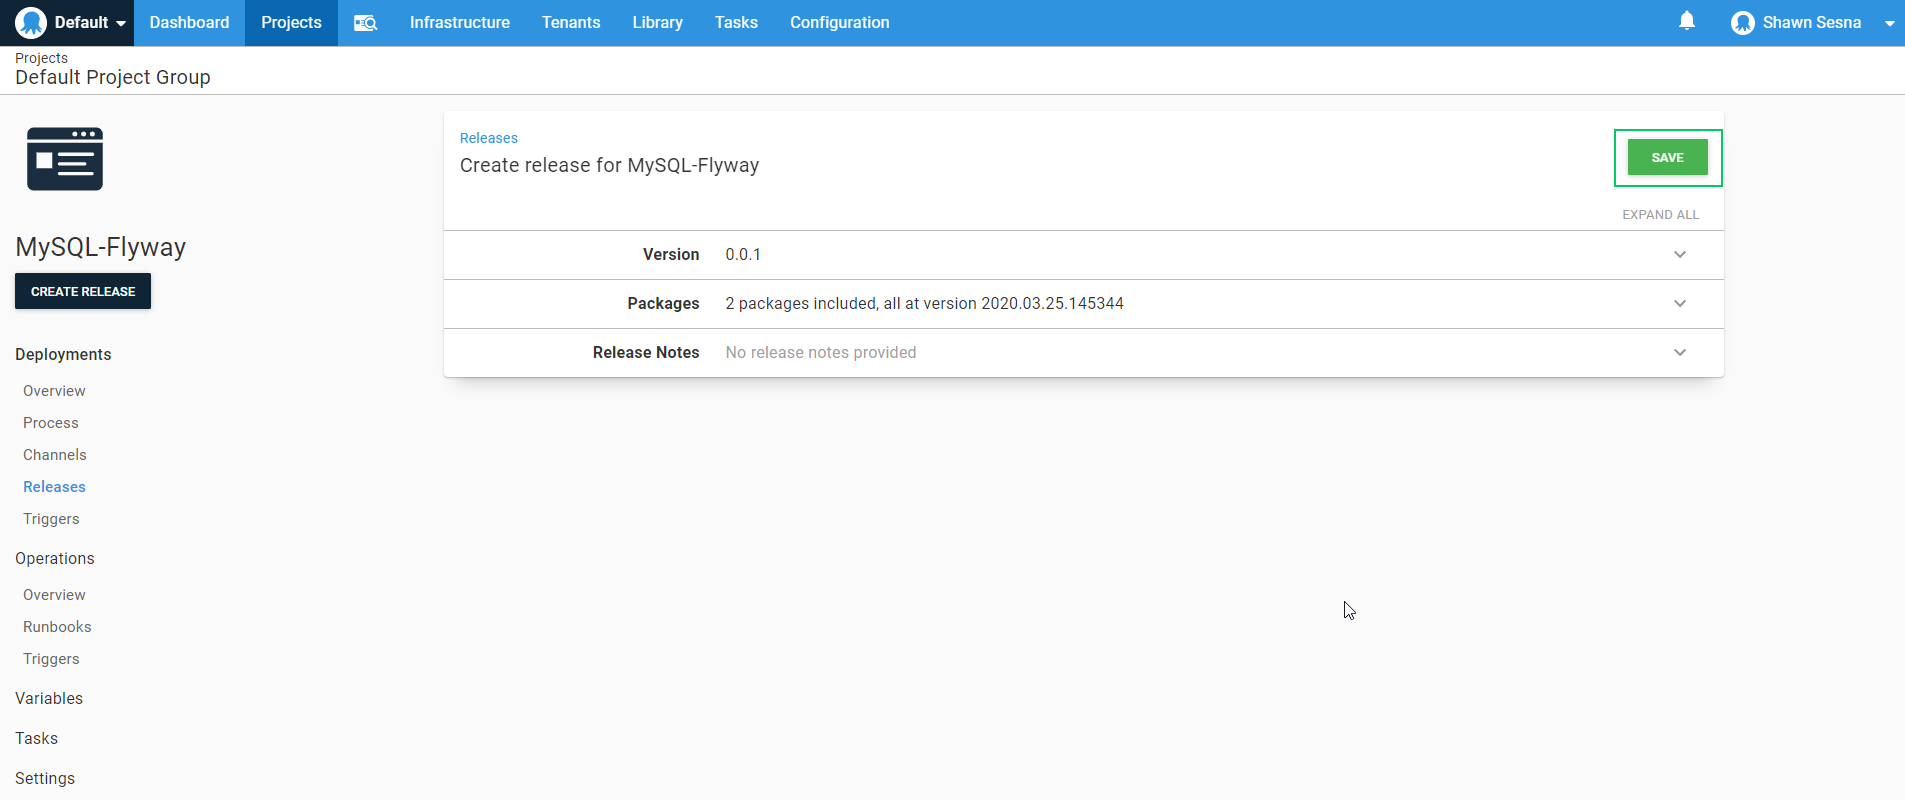 Default Dashboard Projects Infrastructure Tenants Library Tasks Configuration Shawn Sesna
Projects
Default Project Group
MySQL-Flyway
CREATE RELEASE
Deployments
Overview
Process
Channels
Releases
Triggers
Operations
Overview
Runbooks
Triggers
Variables
Tasks
Settings
Releases
Create release for MySQL-Flyway
SAVE
EXPAND ALL
Version 0.0.1
Packages 2 packages included, all at version 2020.03.25.145344
Release Notes No release notes provided